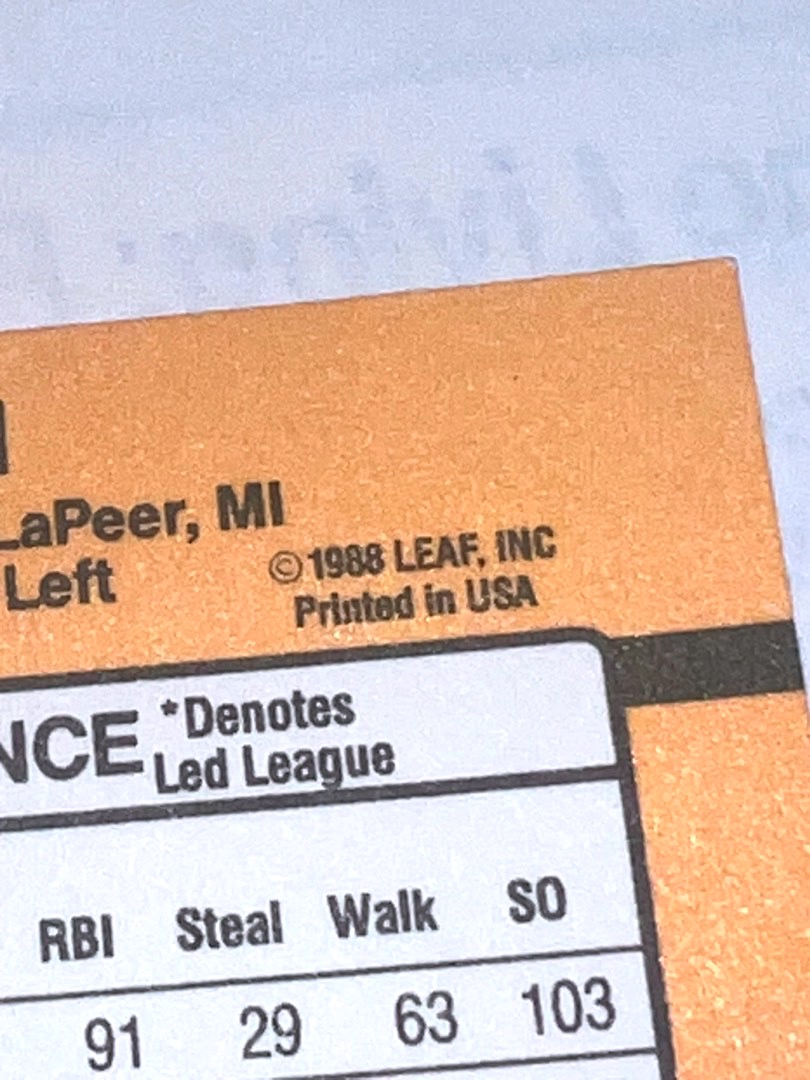 LaPeer, MI
Left
© 1988 LEAF, INC
Printed in USA
NCE *Denotes
Led League
RBI Steal Walk SO
91 29 63 103